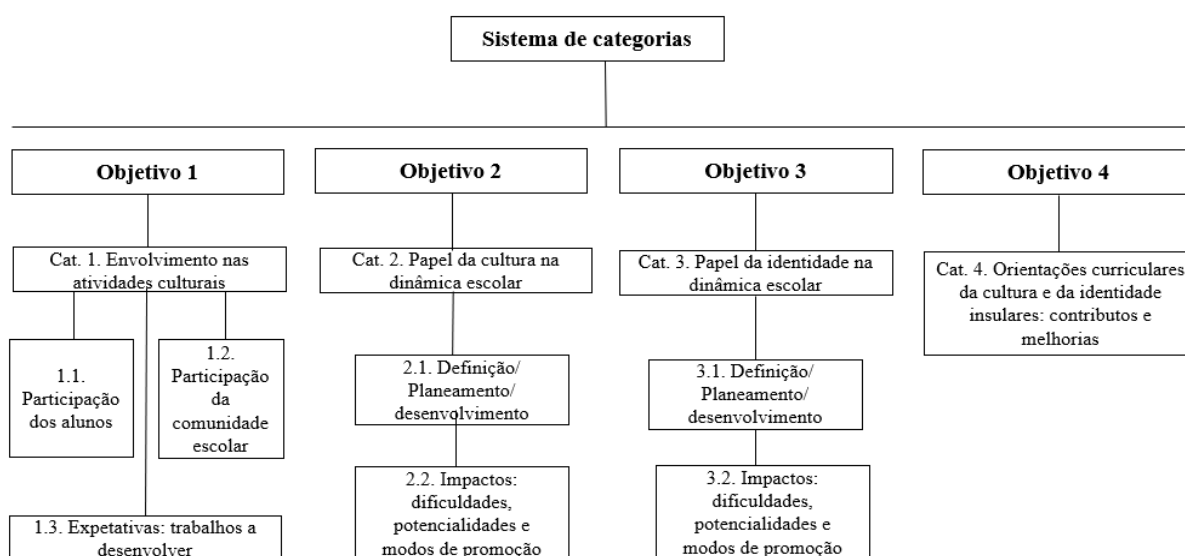 Sistema de categorias
Objetivo 1
Objetivo 2
Objetivo 3
Objetivo 4
Cat. 1. Envolvimento nas
atividades culturais
Cat. 2. Papel da cultura na
dinâmica escolar
Cat. 3. Papel da identidade na
dinâmica escolar
Cat. 4. Orientações curriculares
da cultura e da identidade
insulares: contributos e
melhorias
1.1.
Participação
dos alunos
1.2.
Participação
da
comunidade
escolar
2.1. Definição/
Planeamento/
desenvolvimento
3.1. Definição/
Planeamento/
desenvolvimento
1.3. Expetativas: trabalhos a
desenvolver
2.2. Impactos:
dificuldades,
potencialidades e
modos de promoção
3.2. Impactos:
dificuldades,
potencialidades e
modos de promoção